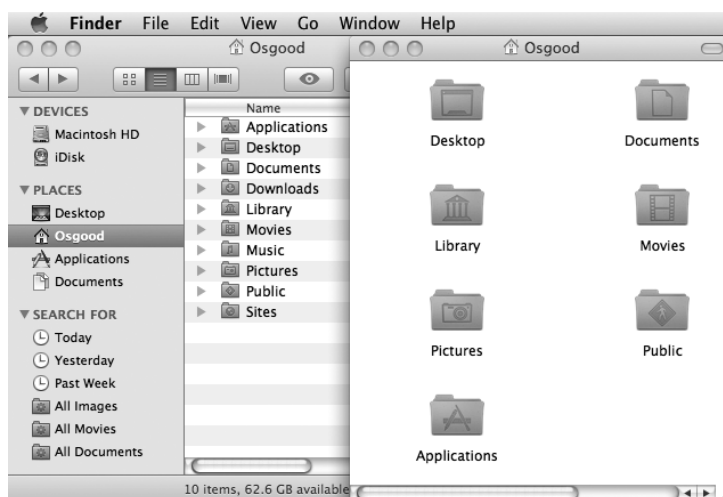 Finder File Edit View Go Window Help
Osgood
DEVICES
Macintosh HD
iDisk
PLACES
Desktop
Osgood
Applications
Documents
SEARCH FOR
Today
Yesterday
Past Week
All Images
All Movies
All Documents
Name
Applications
Desktop
Documents
Downloads
Library
Movies
Music
Pictures
Public
Sites
10 items, 62.6 GB available
Osgood
Desktop Documents
Library Movies
Pictures Public
Applications